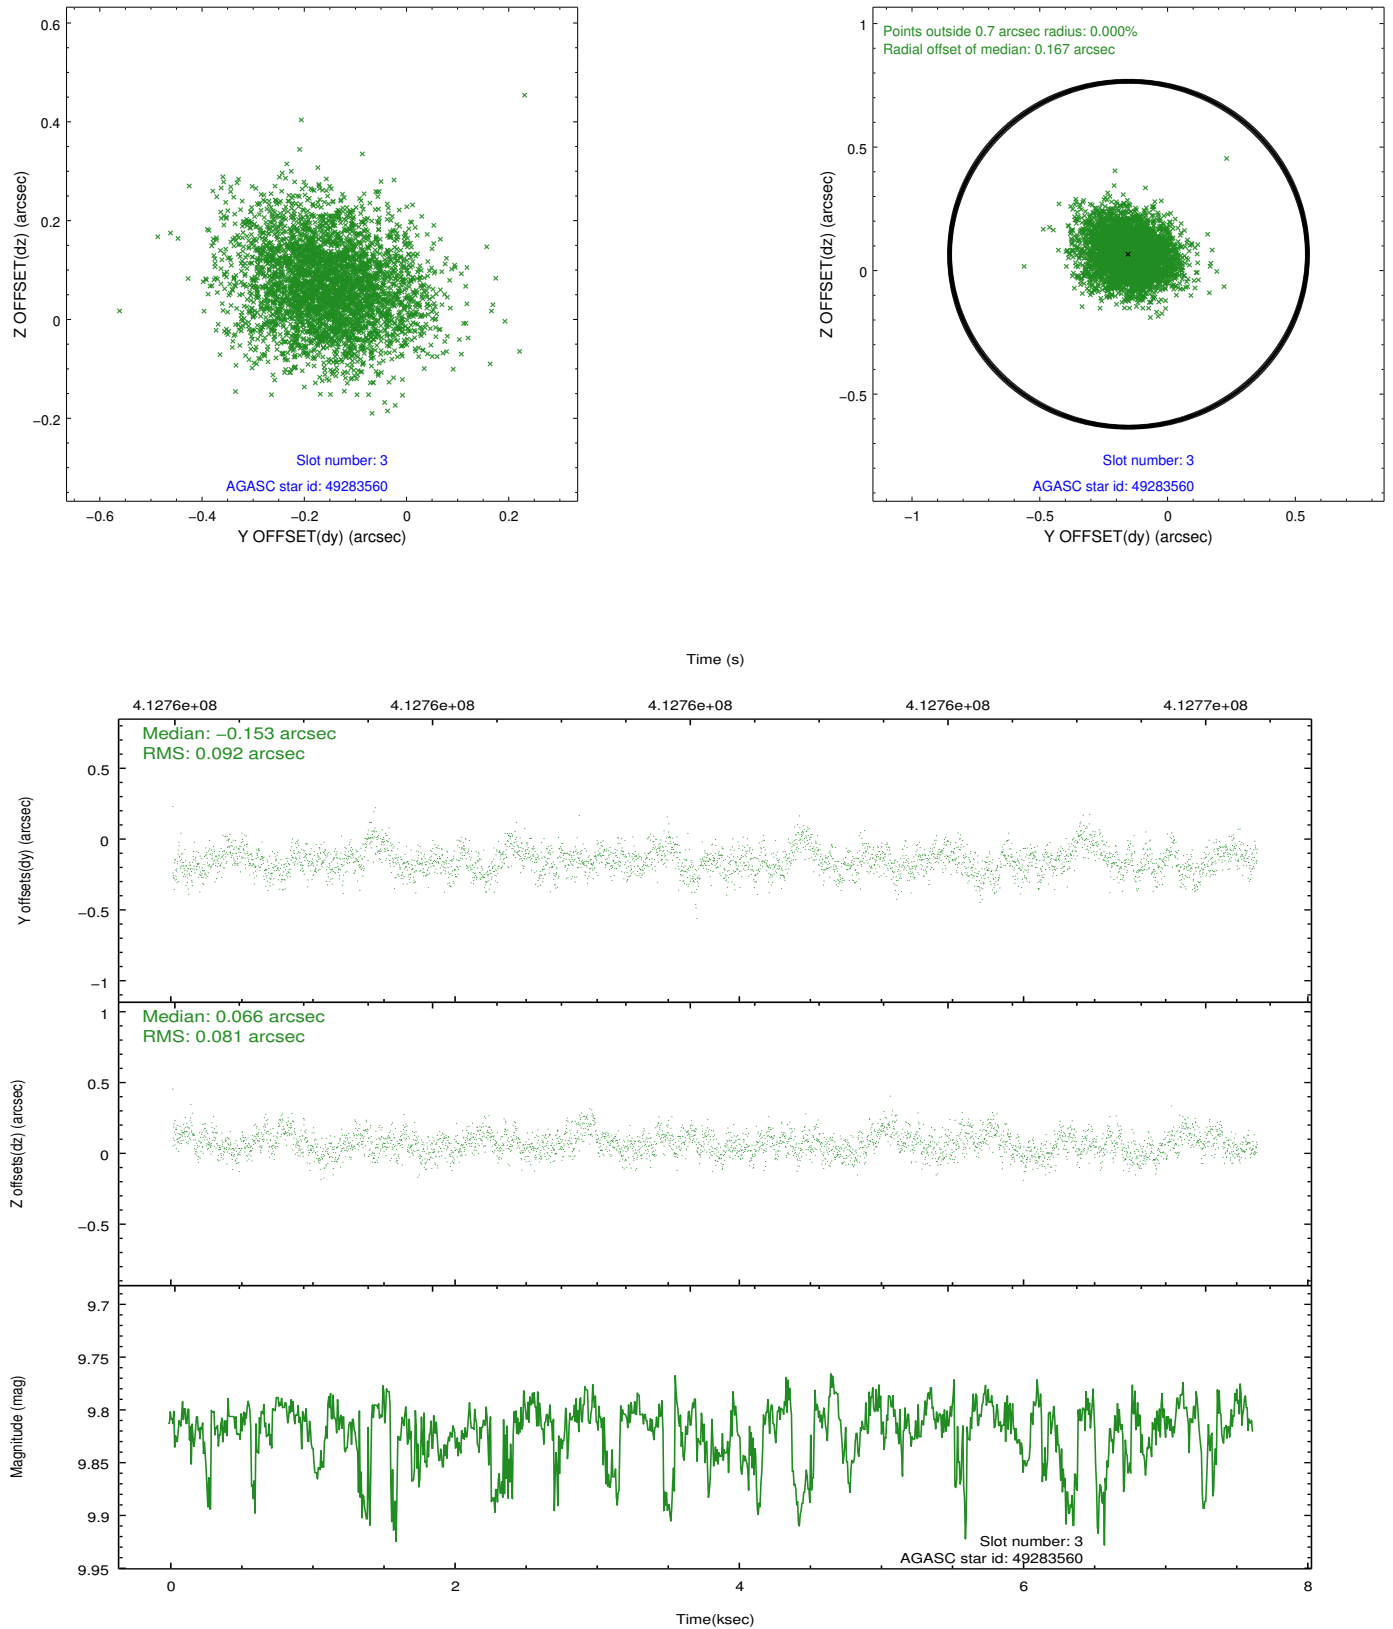 0.6
0.4
0.2
0
−0.2
Z OFFSET(dz) (arcsec)
Slot number: 3
AGASC star id: 49283560
−0.6
−0.4
−0.2
0
0.2
Y OFFSET(dy) (arcsec)
Points outside 0.7 arcsec radius: 0.000%
Radial offset of median: 0.167 arcsec
1
0.5
0
−0.5
Z OFFSET(dz) (arcsec)
Slot number: 3
AGASC star id: 49283560
−1
−0.5
0
0.5
Y OFFSET(dy) (arcsec)
Time (s)
4.1276e+08
4.1276e+08
4.1276e+08
4.1276e+08
4.1277e+08
Median: −0.153 arcsec
RMS: 0.092 arcsec
0.5
0
−0.5
−1
Y offsets(dy) (arcsec)
Median: 0.066 arcsec
RMS: 0.081 arcsec
1
0.5
0
−0.5
Z offsets(dz) (arcsec)
9.7
9.75
9.8
9.85
9.9
9.95
Magnitude (mag)
Slot number: 3
AGASC star id: 49283560
0
2
4
6
8
Time(ksec)